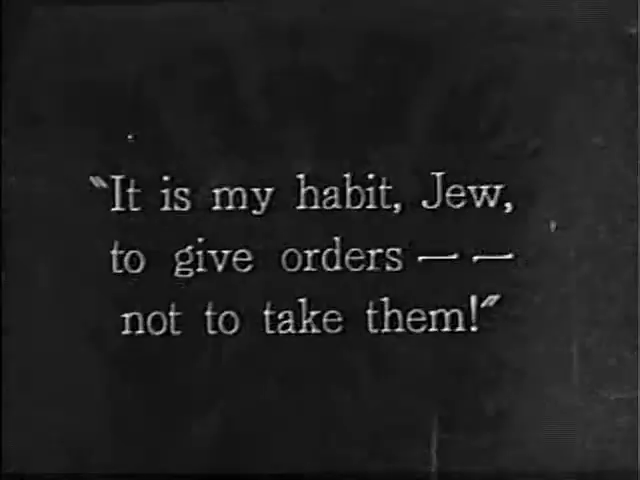 "It is my habit, Jew,
to give orders — —
not to take them!"